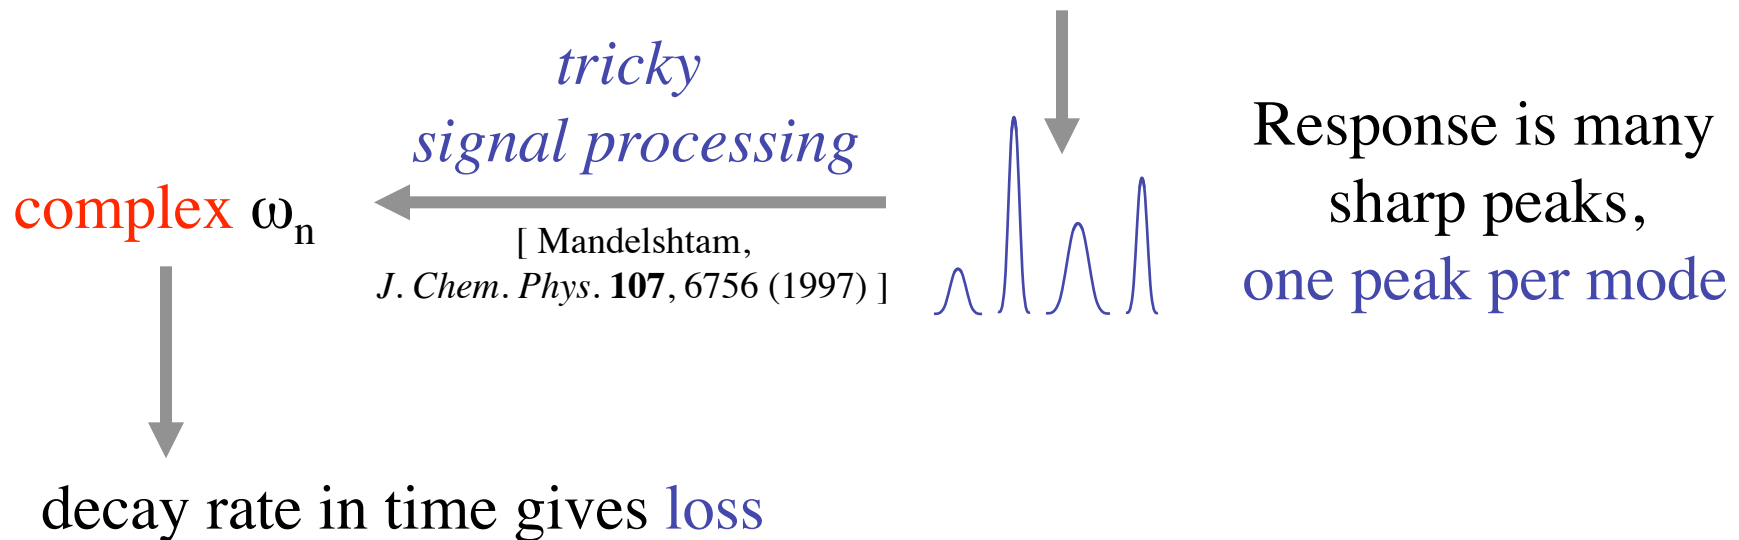 tricky
signal processing
complex ωn
[ Mandelshtam,
J. Chem. Phys. 107, 6756 (1997) ]
Response is many
sharp peaks,
one peak per mode
decay rate in time gives loss